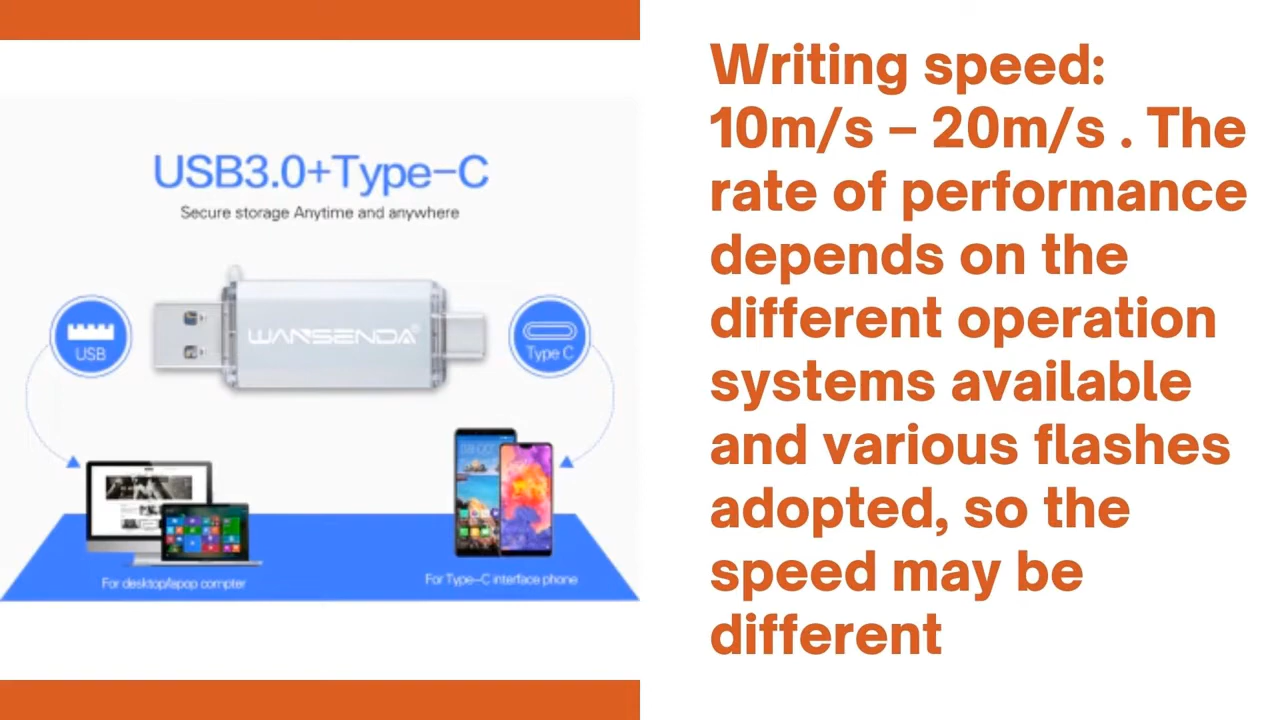 USB3.0+Type-C
Secure storage Anytime and anywhere
USB
WANSENDA®
Type C
08:00
For desktop/lapop compter
For Type-C interface phone
Writing speed:
10m/s – 20m/s . The
rate of performance
depends on the
different operation
systems available
and various flashes
adopted, so the
speed may be
different